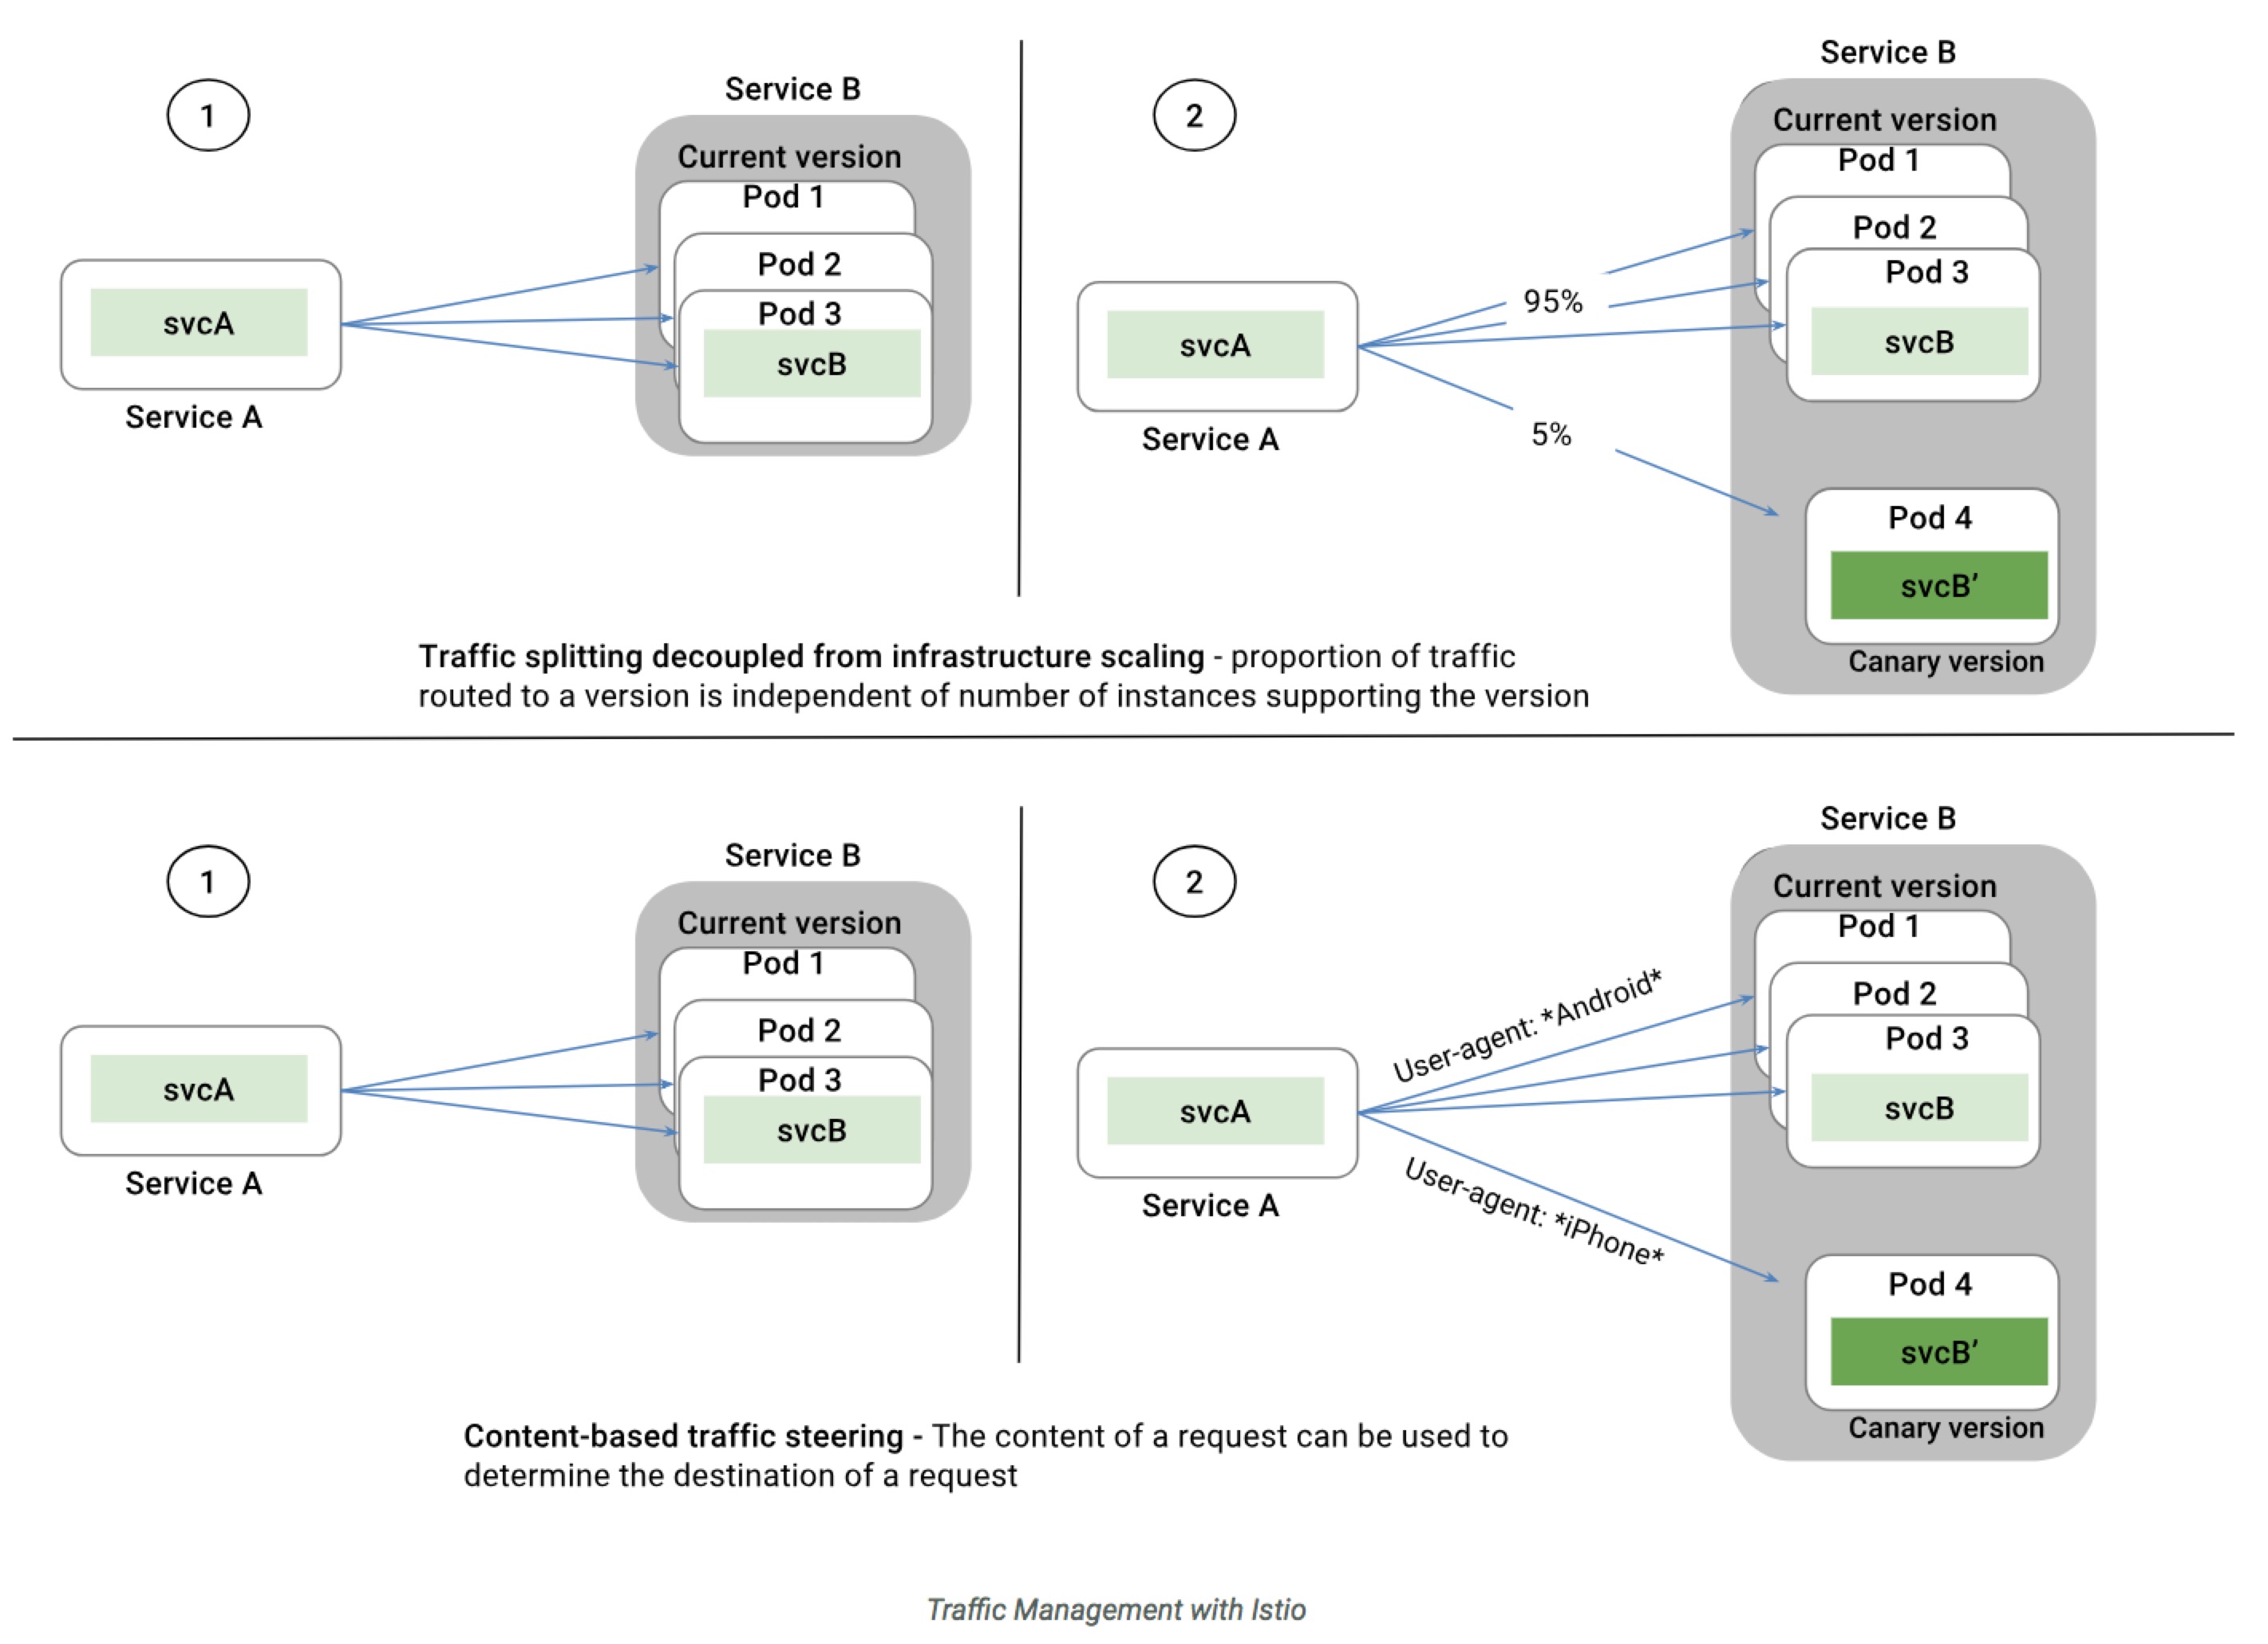 1
Service B
Current version
Pod 1
Pod 2
Pod 3
svcB
svcA
Service A
2
Service B
Current version
Pod 1
Pod 2
Pod 3
svcB
95%
svcA
Service A
5%
Pod 4
svcB’
Canary version
Traffic splitting decoupled from infrastructure scaling - proportion of traffic
routed to a version is independent of number of instances supporting the version
1
Service B
Current version
Pod 1
Pod 2
Pod 3
svcB
svcA
Service A
2
Service B
Current version
Pod 1
Pod 2
Pod 3
svcB
User-agent: *Android*
svcA
Service A
User-agent: *iPhone*
Pod 4
svcB’
Canary version
Content-based traffic steering - The content of a request can be used to
determine the destination of a request
Traffic Management with Istio